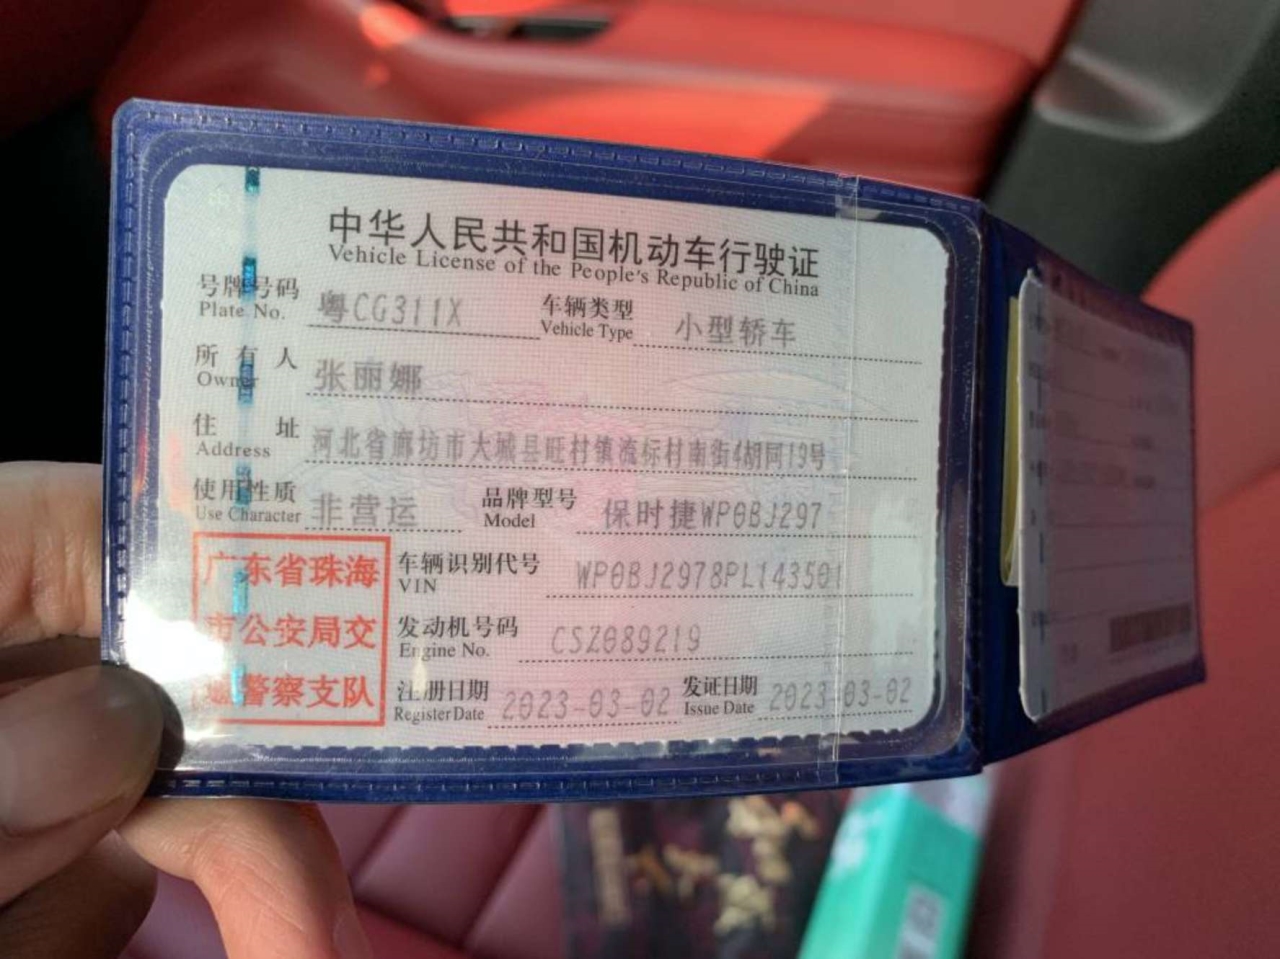 中华人民共和国机动车行驶证
Vehicle License of the People's Republic of China
号牌号码 粤CG311X 车辆类型 小型轿车
Plate No. Vehicle Type
所有人 张丽娜
Owner
住址 河北省廊坊市大城县旺村镇流标村南街4胡同19号
Address
使用性质 非营运 品牌型号 保时捷WP0BJ297
Use Character Model
广东省珠海
市公安局交
通警察支队
车辆识别代号 WP0BJ2978PL143501
VIN
发动机号码 CSZ089219
Engine No.
注册日期 2023-03-02 发证日期 2023-03-02
Register Date Issue Date